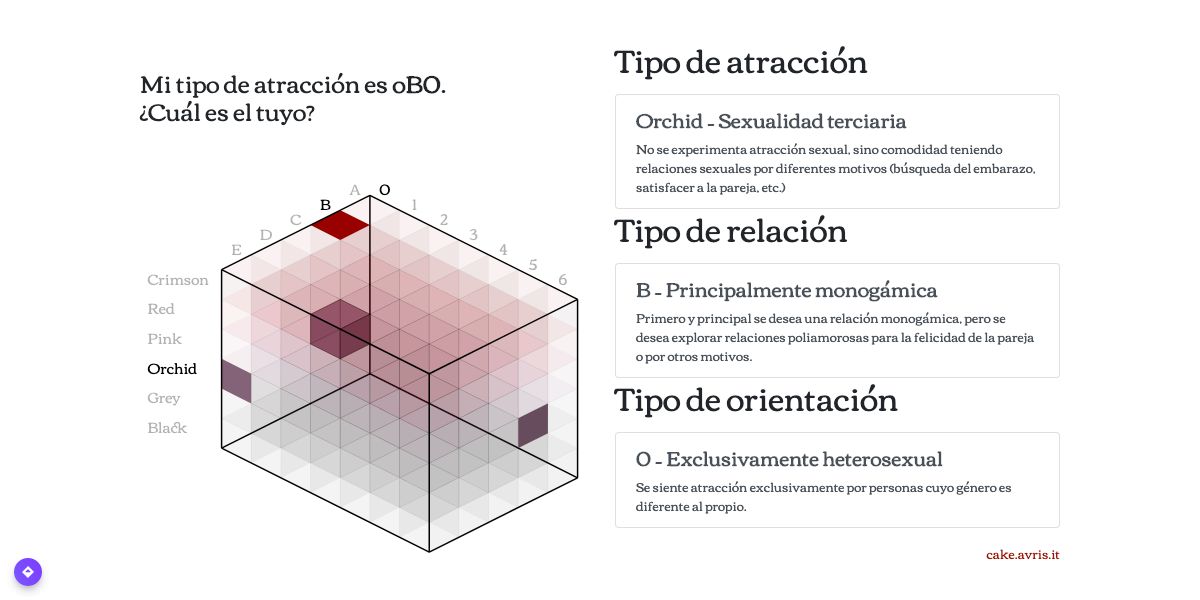 Mi tipo de atracción es oB0.
¿Cuál es el tuyo?
A 0
B 1
C 2
D 3
E 4
5
6
Crimson
Red
Pink
Orchid
Grey
Black
Tipo de atracción
Orchid - Sexualidad terciaria
No se experimenta atracción sexual, sino comodidad teniendo
relaciones sexuales por diferentes motivos (búsqueda del embarazo,
satisfacer a la pareja, etc.)
Tipo de relación
B - Principalmente monogámica
Primero y principal se desea una relación monogámica, pero se
desea explorar relaciones poliamorosas para la felicidad de la pareja
o por otros motivos.
Tipo de orientación
0 - Exclusivamente heterosexual
Se siente atracción exclusivamente por personas cuyo género es
diferente al propio.
cake.avris.it